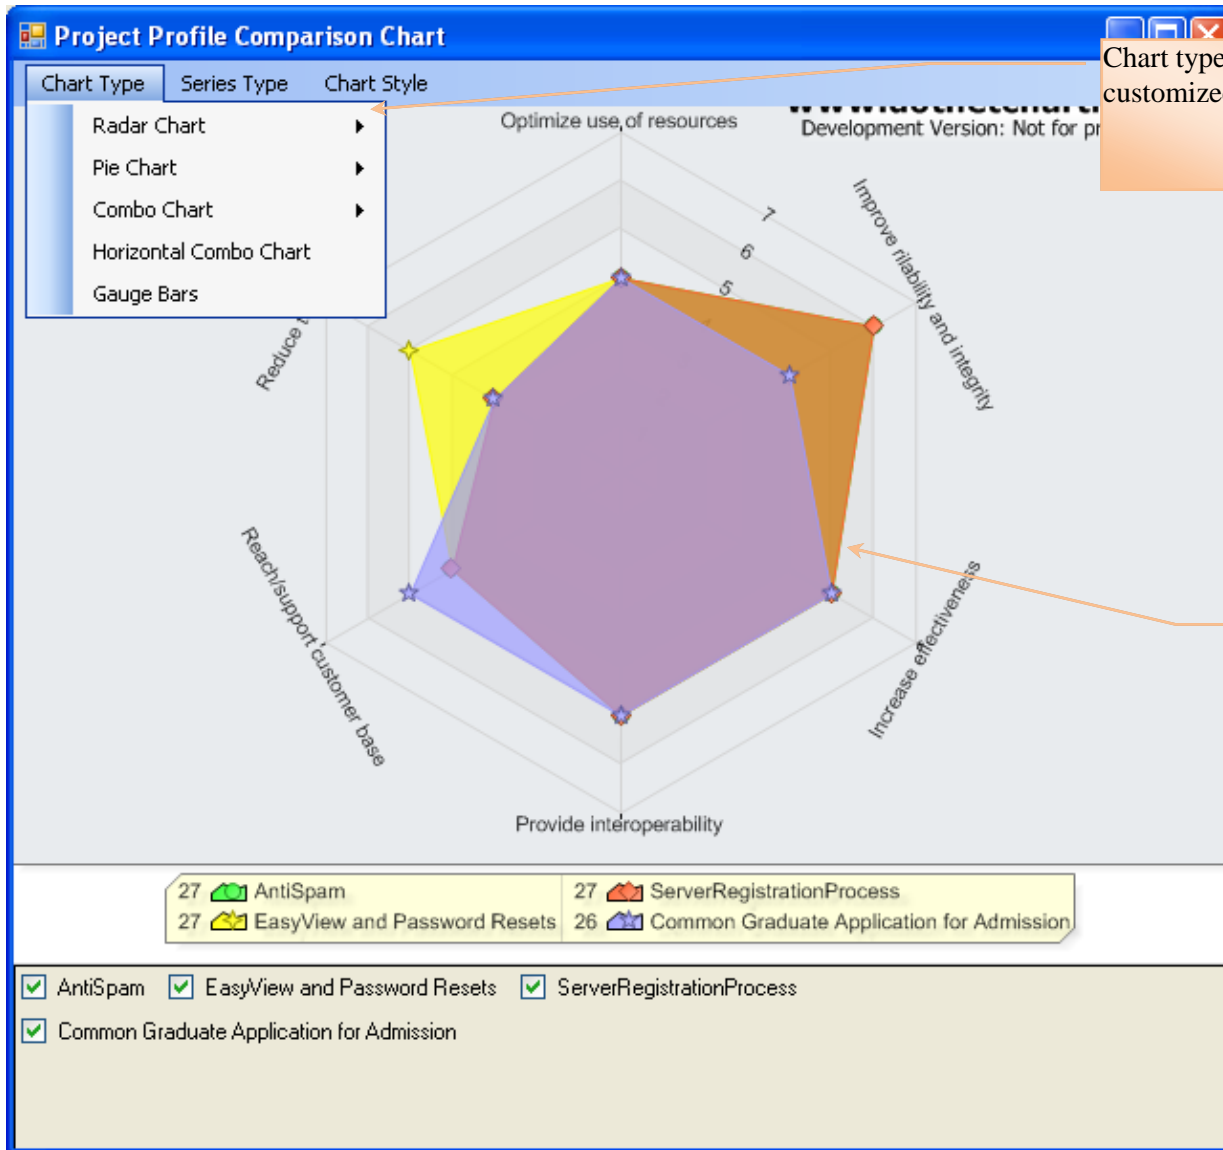 Project Profile Comparison Chart
Chart type
customize
Chart Type Series Type Chart Style
Radar Chart
Pie Chart
Combo Chart
Horizontal Combo Chart
Gauge Bars
Development Version: Not for pr
Optimize use of resources
7
6
5
Improve rilability and integrity
Increase effectiveness
Provide interoperability
Reach/support customer base
Reduce
27 AntiSpam 27 ServerRegistrationProcess
27 EasyView and Password Resets 26 Common Graduate Application for Admission
AntiSpam EasyView and Password Resets ServerRegistrationProcess
Common Graduate Application for Admission